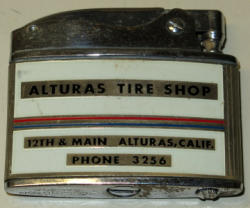 ALTURAS TIRE SHOP
12TH & MAIN ALTURAS, CALIF.
PHONE 3256